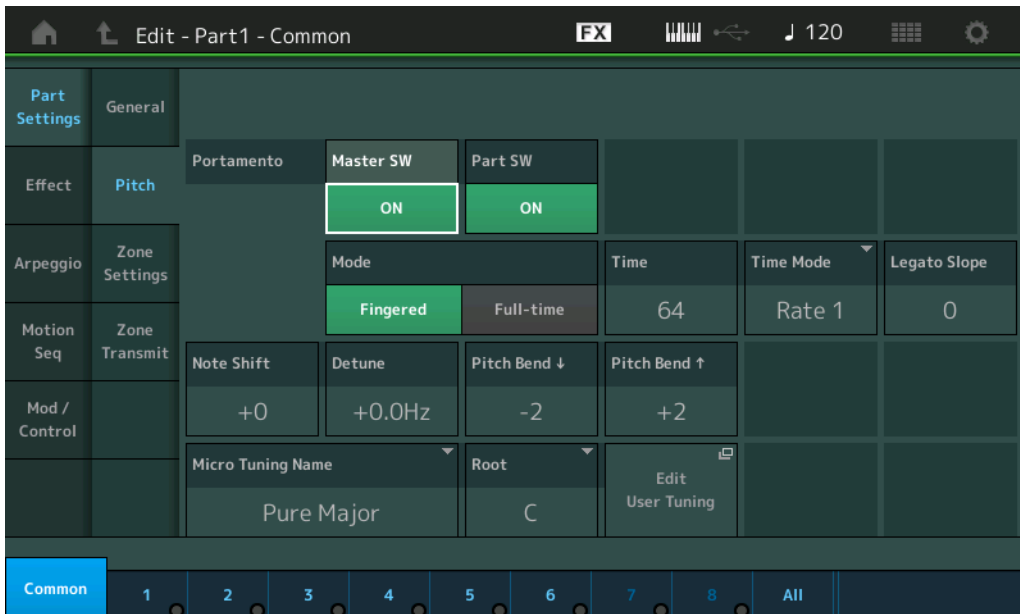 Edit - Part1 - Common
FX
♩ 120
Part
Settings
General
Effect
Pitch
Arpeggio
Zone
Settings
Motion
Seq
Zone
Transmit
Mod /
Control
Portamento
Master SW
Part SW
ON
ON
Mode
Time
Time Mode
Legato Slope
Fingered
Full-time
64
Rate 1
0
Note Shift
Detune
Pitch Bend ↓
Pitch Bend ↑
+0
+0.0Hz
-2
+2
Micro Tuning Name
Root
Edit
User Tuning
Pure Major
C
Common
1
2
3
4
5
6
7
8
All